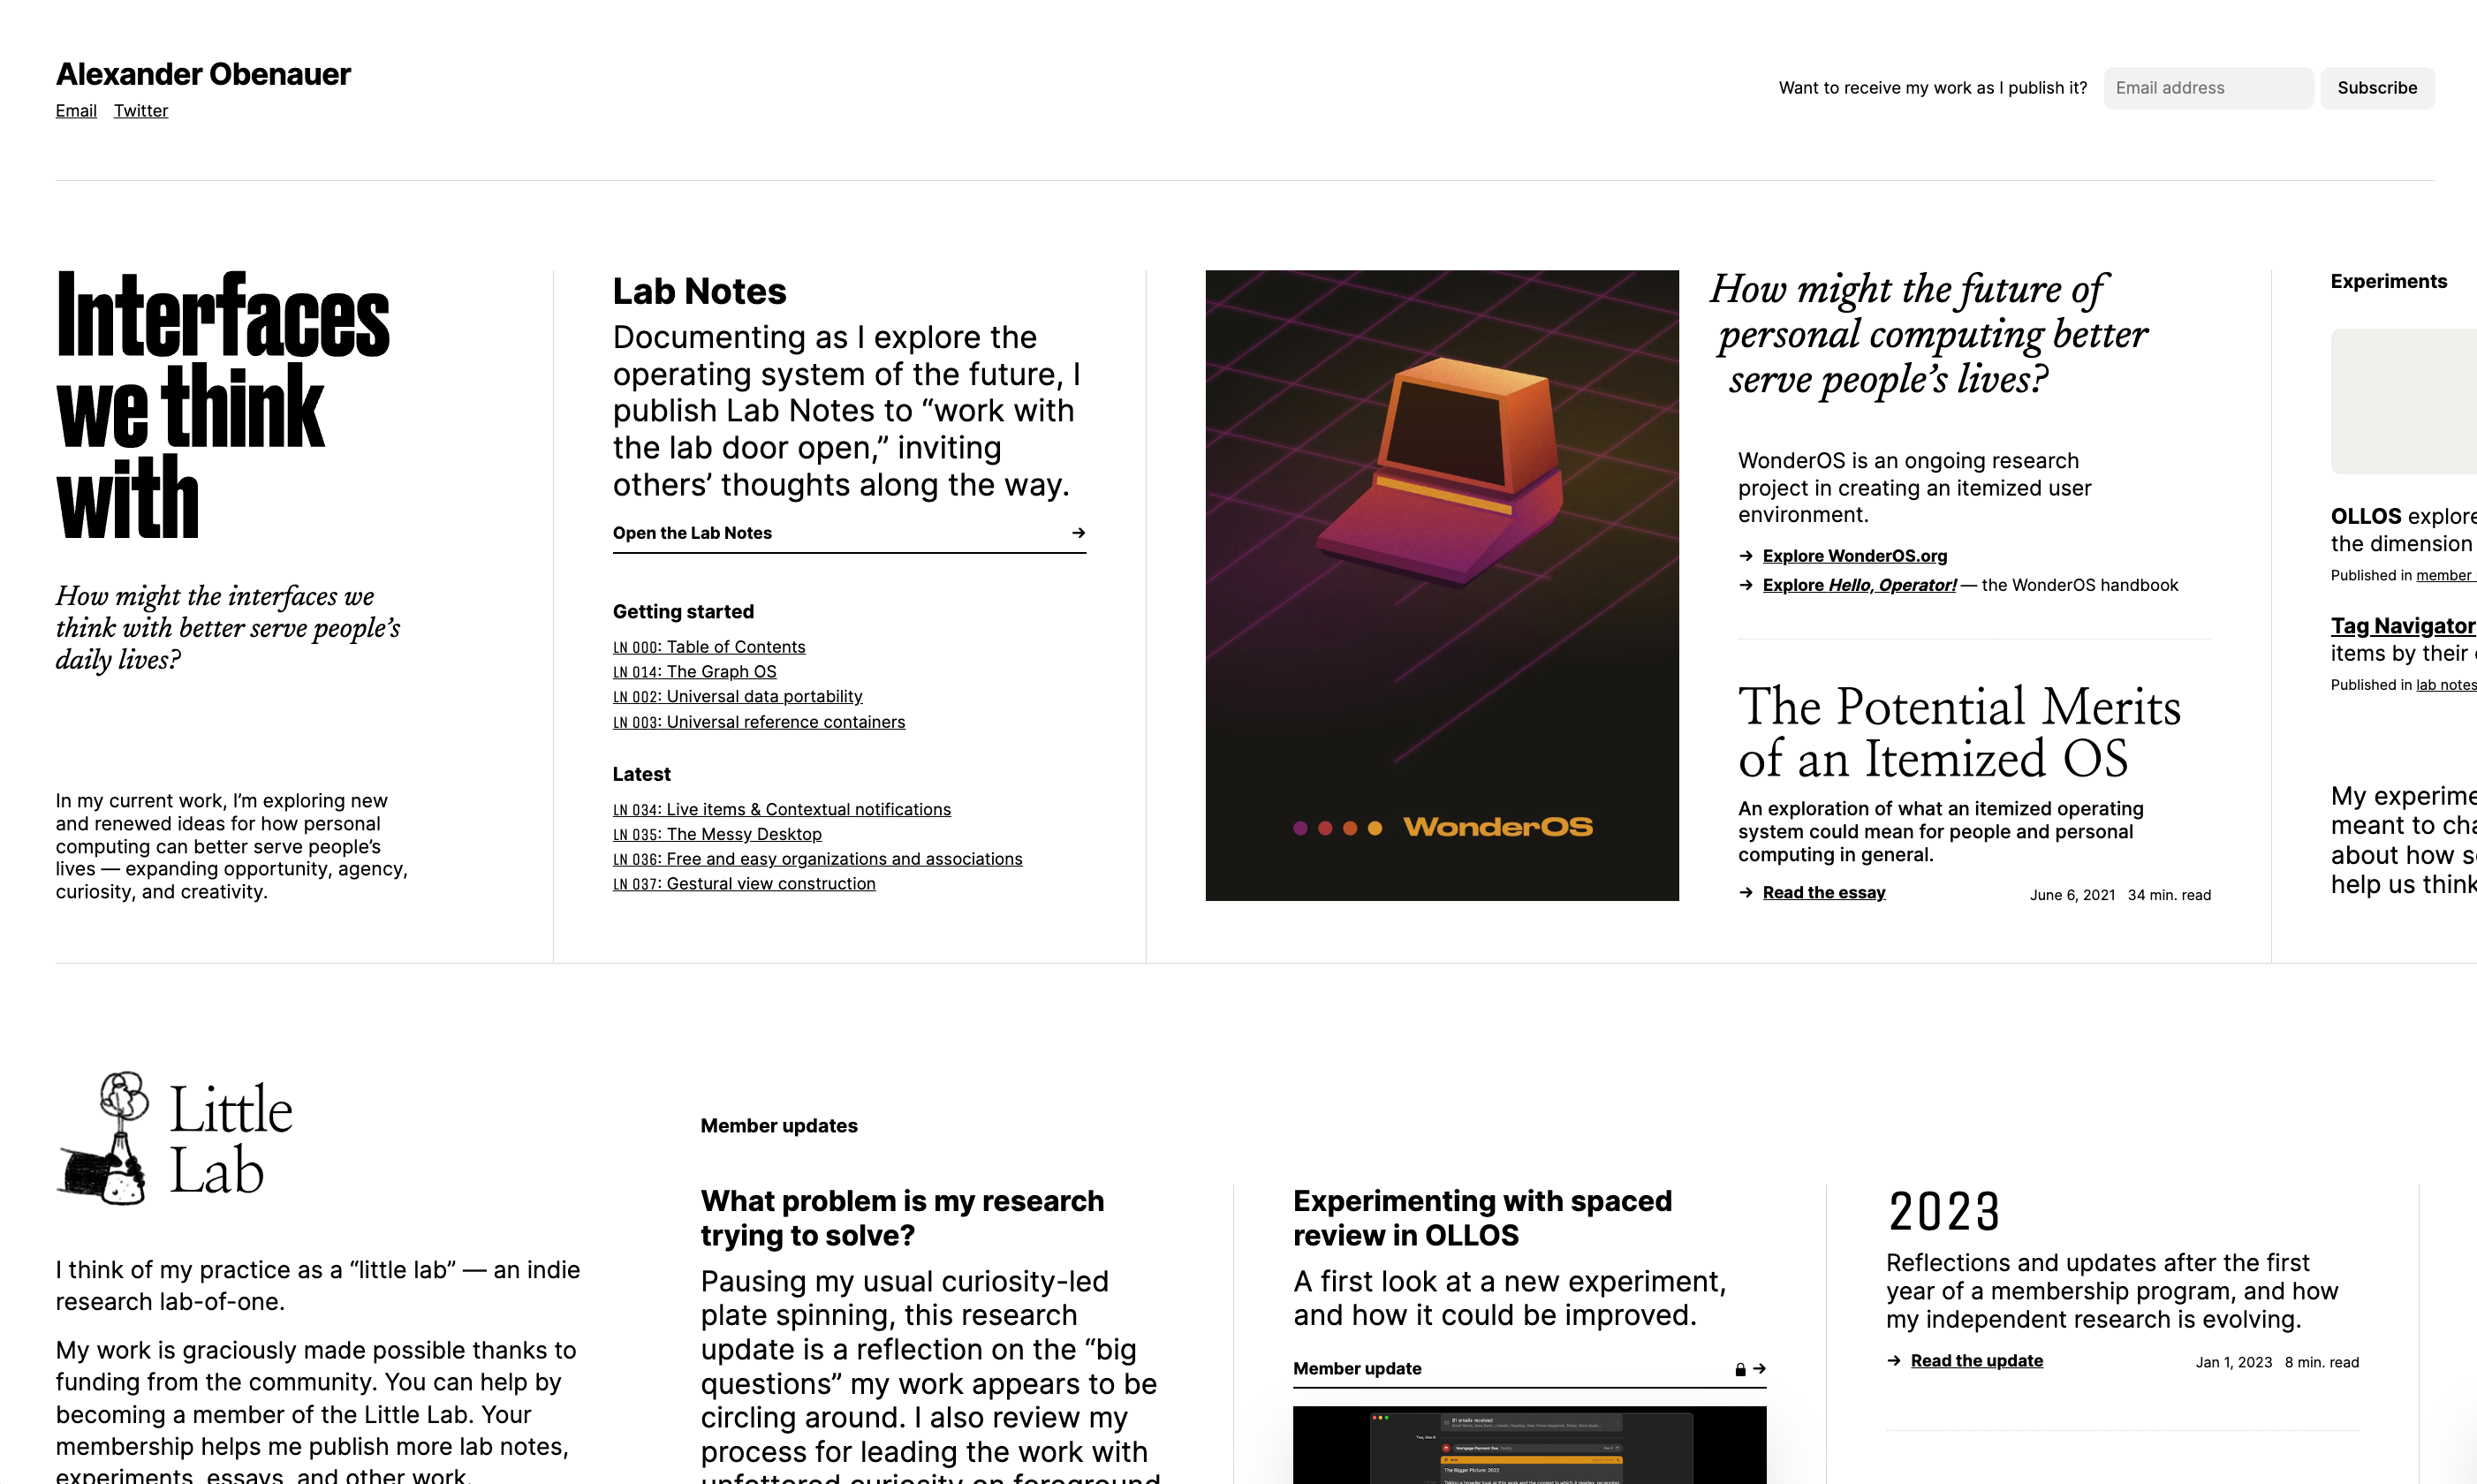 Alexander Obenauer
Email Twitter
Want to receive my work as I publish it? Email address Subscribe
Interfaces
we think
with
How might the interfaces we
think with better serve people’s
daily lives?
In my current work, I’m exploring new
and renewed ideas for how personal
computing can better serve people’s
lives — expanding opportunity, agency,
curiosity, and creativity.
Lab Notes
Documenting as I explore the
operating system of the future, I
publish Lab Notes to “work with
the lab door open,” inviting
others’ thoughts along the way.
Open the Lab Notes →
Getting started
LN 000: Table of Contents
LN 014: The Graph OS
LN 002: Universal data portability
LN 003: Universal reference containers
Latest
LN 034: Live items & Contextual notifications
LN 035: The Messy Desktop
LN 036: Free and easy organizations and associations
LN 037: Gestural view construction
WonderOS
How might the future of
personal computing better
serve people’s lives?
WonderOS is an ongoing research
project in creating an itemized user
environment.
→ Explore WonderOS.org
→ Explore Hello, Operator! — the WonderOS handbook
The Potential Merits
of an Itemized OS
An exploration of what an itemized operating
system could mean for people and personal
computing in general.
→ Read the essay June 6, 2021 34 min. read
Experiments
OLLOS explore
the dimension
Published in member
Tag Navigator
items by their
Published in lab notes
My experime
meant to cha
about how s
help us think
Little
Lab
I think of my practice as a “little lab” — an indie
research lab-of-one.
My work is graciously made possible thanks to
funding from the community. You can help by
becoming a member of the Little Lab. Your
membership helps me publish more lab notes,
experiments, essays, and other work.
Member updates
What problem is my research
trying to solve?
Pausing my usual curiosity-led
plate spinning, this research
update is a reflection on the “big
questions” my work appears to be
circling around. I also review my
process for leading the work with
unfettered curiosity on foreground
Experimenting with spaced
review in OLLOS
A first look at a new experiment,
and how it could be improved.
Member update →
81 emails received
Tue, Dec 6
Mortgage Payment Due
The Bigger Picture: 2022
2023
Reflections and updates after the first
year of a membership program, and how
my independent research is evolving.
→ Read the update Jan 1, 2023 8 min. read